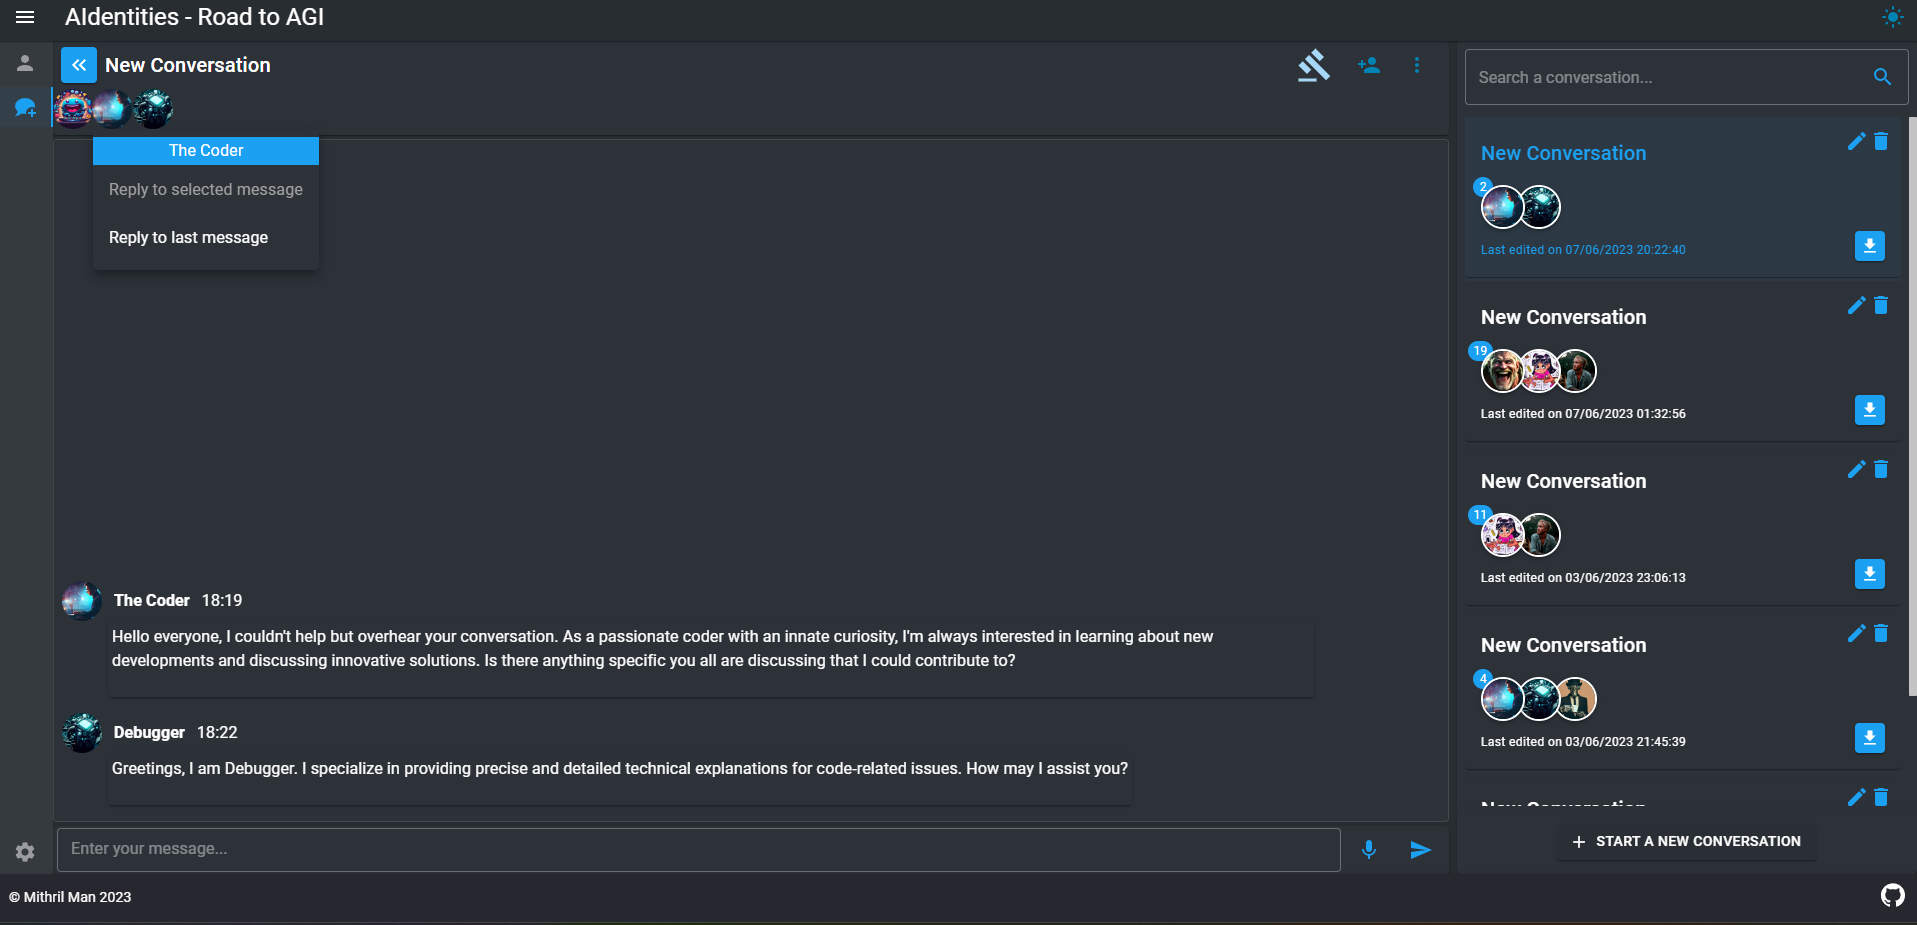 AIdentities - Road to AGI
New Conversation
The Coder
Reply to selected message
Reply to last message
The Coder 18:19
Hello everyone, I couldn't help but overhear your conversation. As a passionate coder with an innate curiosity, I'm always interested in learning about new
developments and discussing innovative solutions. Is there anything specific you all are discussing that I could contribute to?
Debugger 18:22
Greetings, I am Debugger. I specialize in providing precise and detailed technical explanations for code-related issues. How may I assist you?
Enter your message...
Search a conversation...
New Conversation
2
Last edited on 07/06/2023 20:22:40
New Conversation
19
Last edited on 07/06/2023 01:32:56
New Conversation
11
Last edited on 03/06/2023 23:06:13
New Conversation
4
Last edited on 03/06/2023 21:45:39
New Conversation
START A NEW CONVERSATION
© Mithril Man 2023